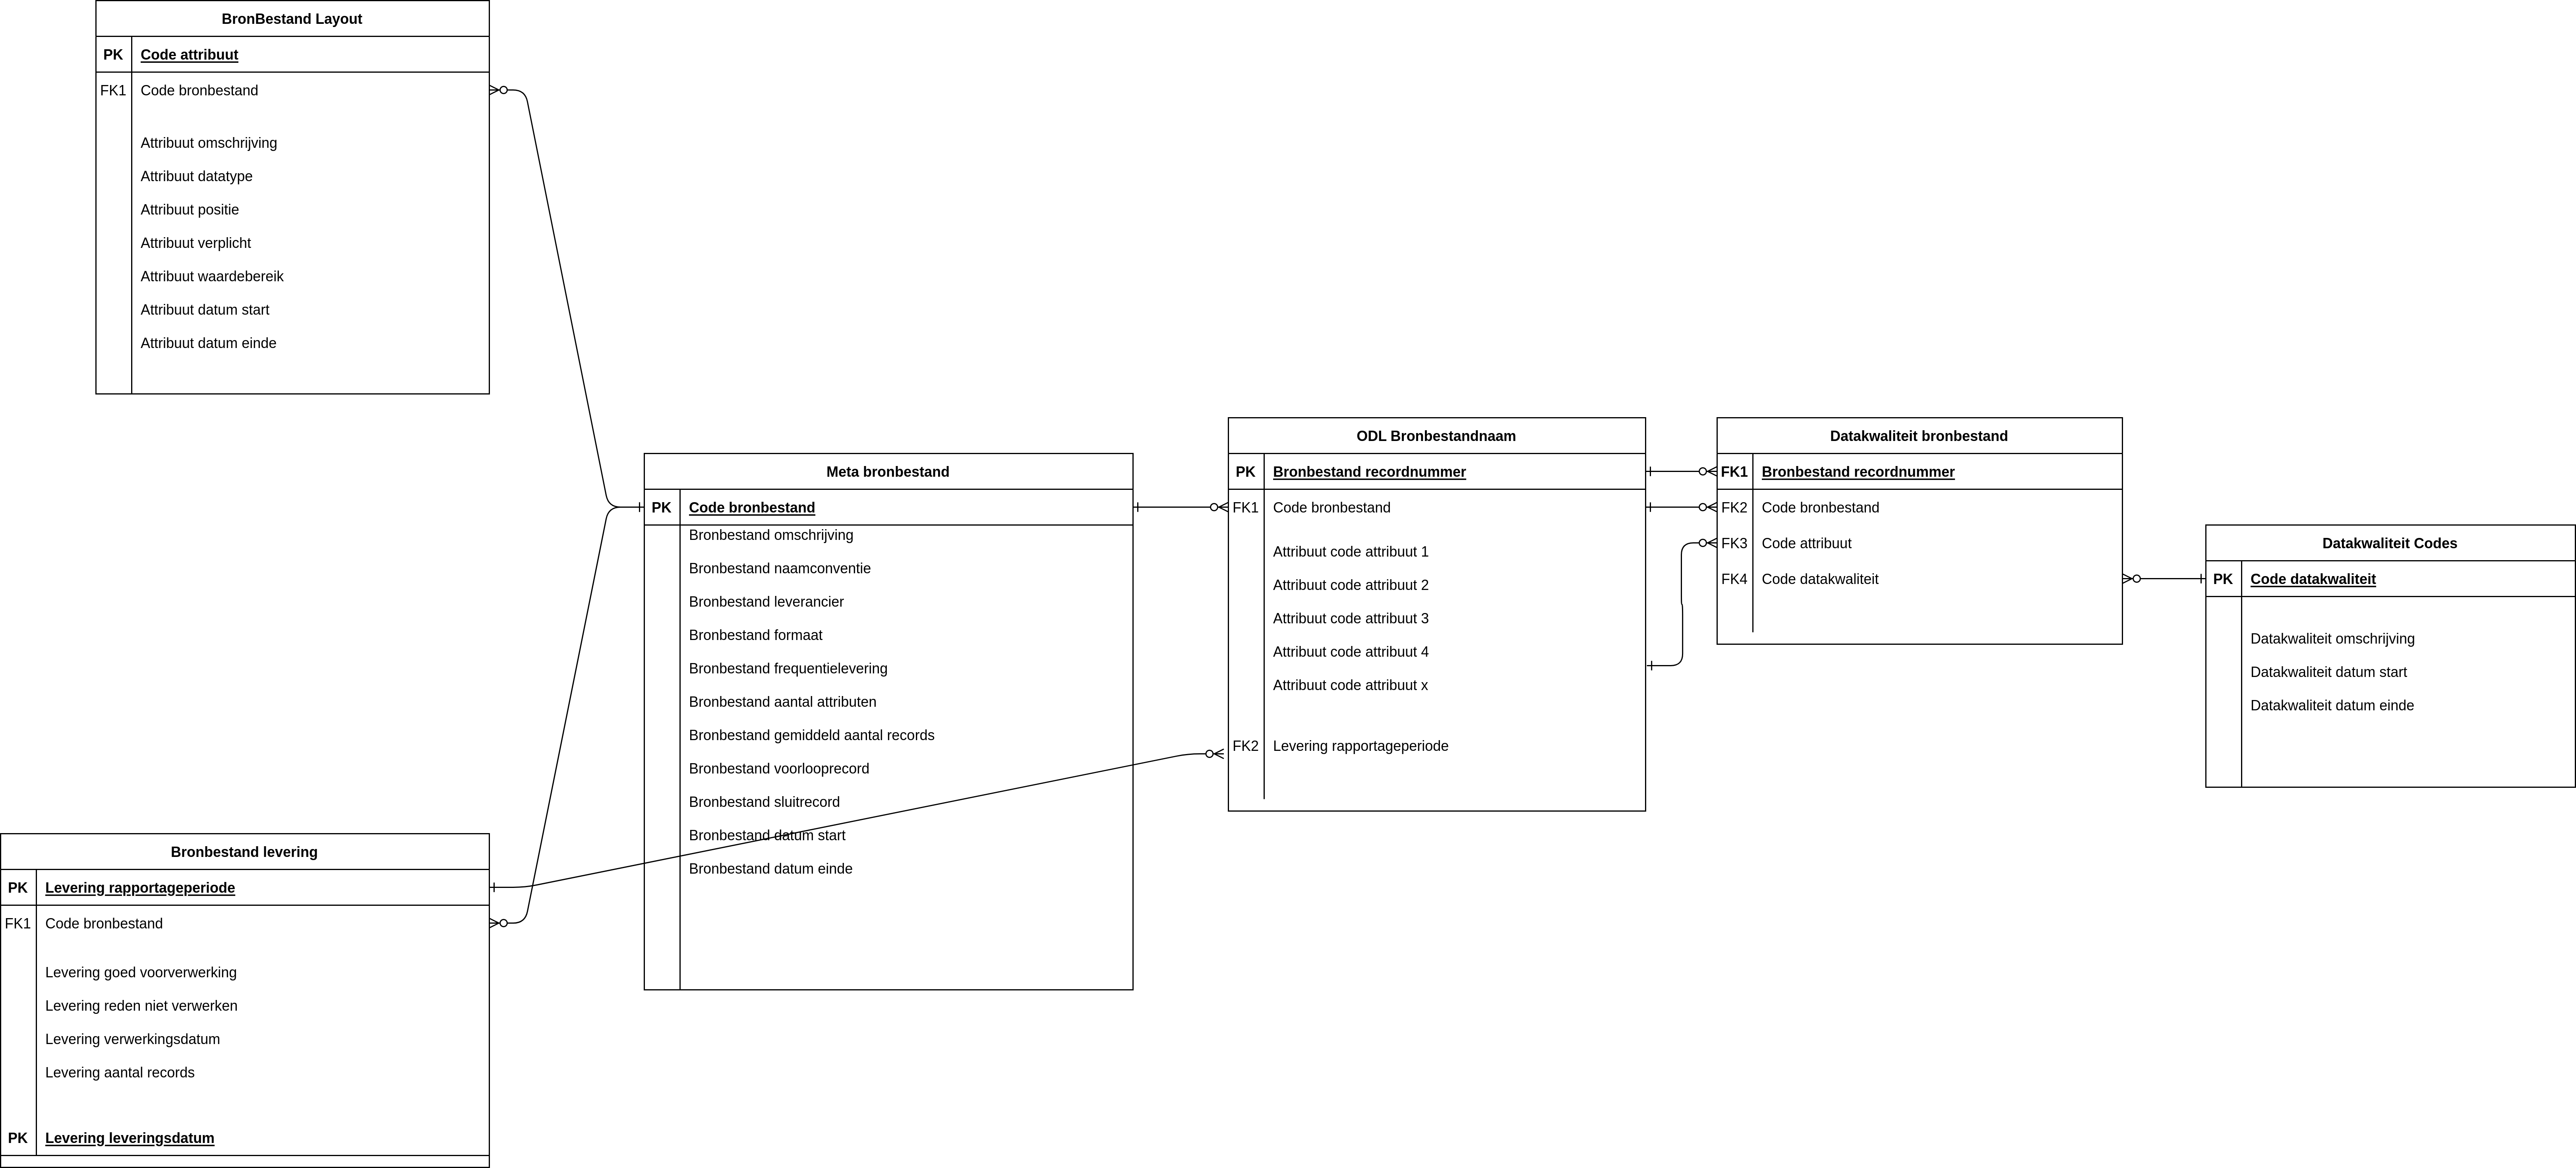 BronBestand Layout
PK Code attribuut
FK1 Code bronbestand
Attribuut omschrijving
Attribuut datatype
Attribuut positie
Attribuut verplicht
Attribuut waardebereik
Attribuut datum start
Attribuut datum einde
Meta bronbestand
PK Code bronbestand
Bronbestand omschrijving
Bronbestand naamconventie
Bronbestand leverancier
Bronbestand formaat
Bronbestand frequentielevering
Bronbestand aantal attributen
Bronbestand gemiddeld aantal records
Bronbestand voorlooprecord
Bronbestand sluitrecord
Bronbestand datum start
Bronbestand datum einde
ODL Bronbestandnaam
PK Bronbestand recordnummer
FK1 Code bronbestand
Attribuut code attribuut 1
Attribuut code attribuut 2
Attribuut code attribuut 3
Attribuut code attribuut 4
Attribuut code attribuut x
FK2 Levering rapportageperiode
Datakwaliteit bronbestand
FK1 Bronbestand recordnummer
FK2 Code bronbestand
FK3 Code attribuut
FK4 Code datakwaliteit
Datakwaliteit Codes
PK Code datakwaliteit
Datakwaliteit omschrijving
Datakwaliteit datum start
Datakwaliteit datum einde
Bronbestand levering
PK Levering rapportageperiode
FK1 Code bronbestand
Levering goed voorverwerking
Levering reden niet verwerken
Levering verwerkingsdatum
Levering aantal records
PK Levering leveringsdatum